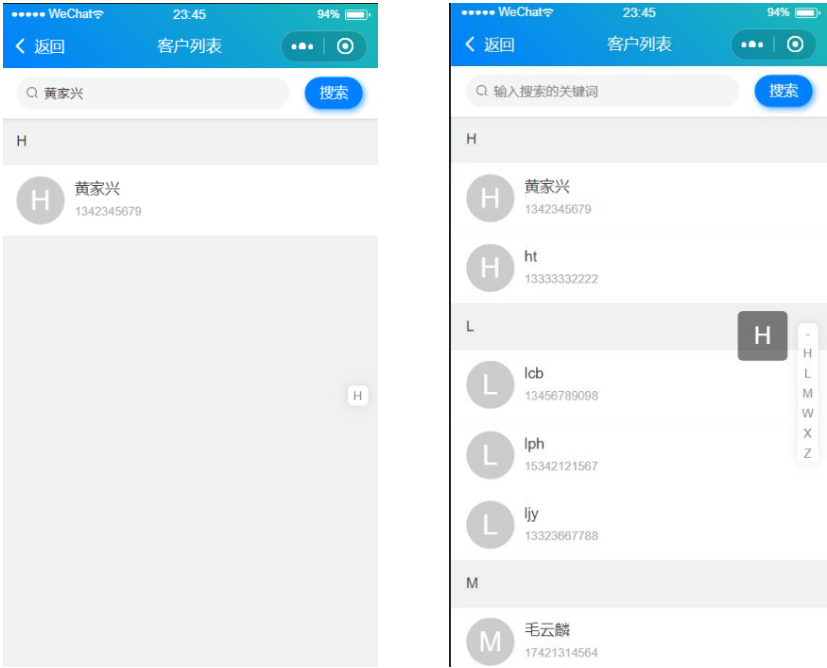 WeChat 23:45 94%
返回 客户列表
黄家兴 搜索
H
H 黄家兴
1342345679
H
WeChat 23:45 94%
返回 客户列表
输入搜索的关键词 搜索
H
H 黄家兴
1342345679
H ht
13333332222
L
H
-
H
L
M
W
X
Z
L lcb
13456789098
L lph
15342121567
L ljy
13323667788
M
M 毛云麟
17421314564